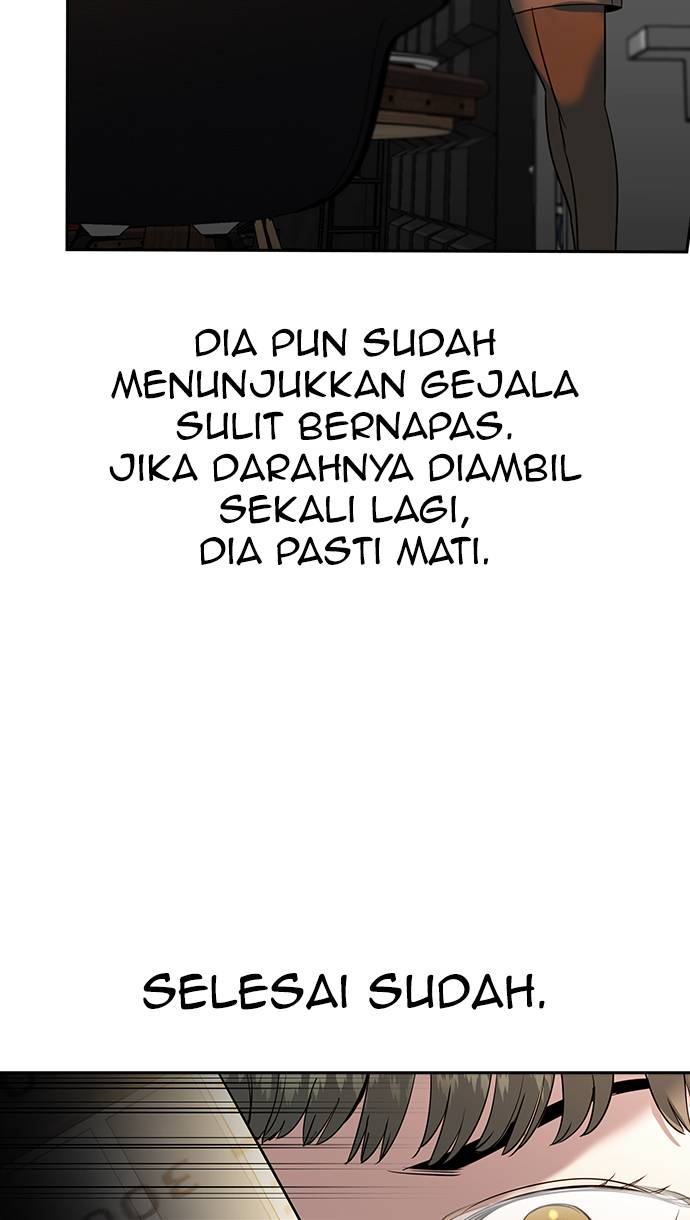 DIA PUN SUDAH
MENUNJUKKAN GEJALA
SULIT BERNAPAS.
JIKA DARAHNYA DIAMBIL
SEKALI LAGI,
DIA PASTI MATI.
SELESAI SUDAH.